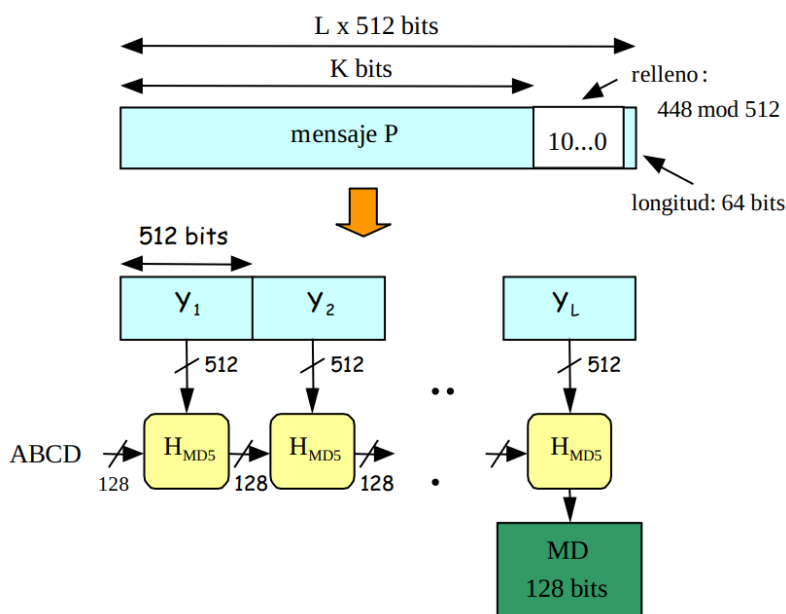 L x 512 bits
K bits
relleno:
448 mod 512
mensaje P
10...0
longitud: 64 bits
512 bits
Y1
Y2
YL
512
512
512
ABCD
HMD5
HMD5
HMD5
128
128
128
MD
128 bits